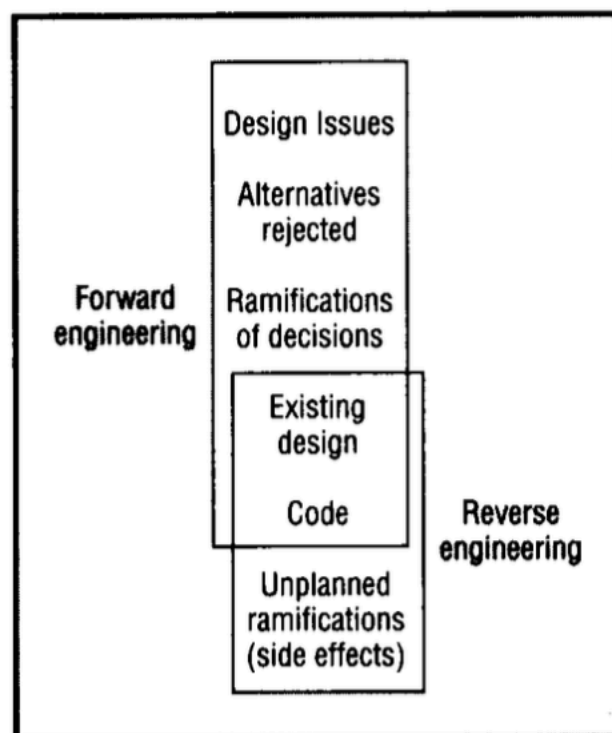 Design Issues
Alternatives
rejected
Forward
engineering
Ramifications
of decisions
Existing
design
Code
Reverse
engineering
Unplanned
ramifications
(side effects)